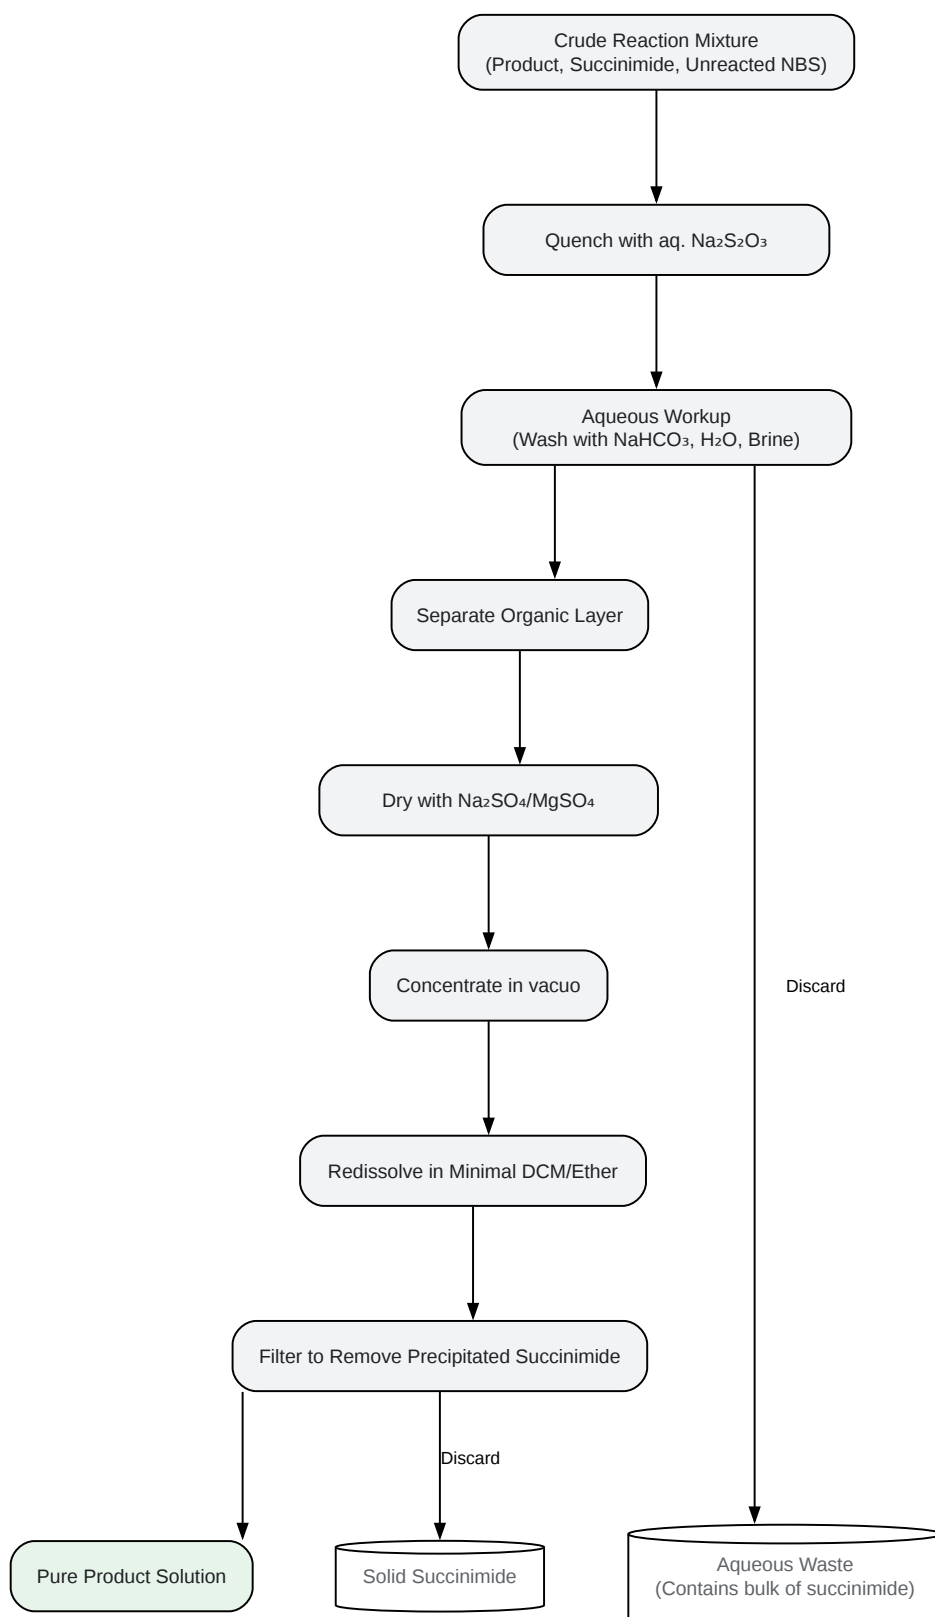 Crude Reaction Mixture
(Product, Succinimide, Unreacted NBS)
Quench with aq. Na₂S₂O₃
Aqueous Workup
(Wash with NaHCO₃, H₂O, Brine)
Separate Organic Layer
Dry with Na₂SO₄/MgSO₄
Concentrate in vacuo
Discard
Redissolve in Minimal DCM/Ether
Filter to Remove Precipitated Succinimide
Discard
Pure Product Solution
Solid Succinimide
Aqueous Waste
(Contains bulk of succinimide)